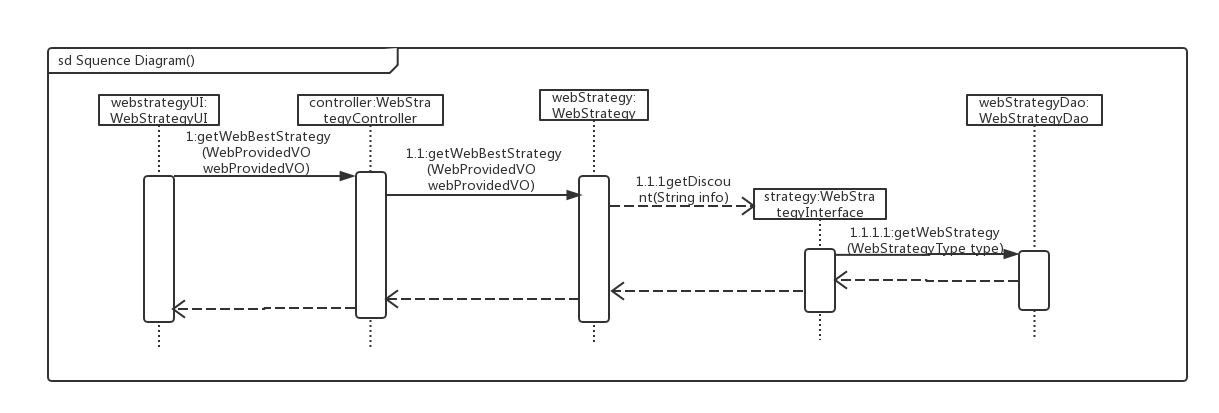 sd Squence Diagram()
webstrategyUI:
WebStrategyUI
controller:WebStra
tegyController
webStrategy:
WebStrategy
webStrategyDao:
WebStrategyDao
1:getWebBestStrategy
(WebProvidedVO
webProvidedVO)
1.1:getWebBestStrategy
(WebProvidedVO
webProvidedVO)
1.1.1getDiscou
nt(String info)
strategy:WebStra
tegyInterface
1.1.1.1:getWebStrategy
(WebStrategyType type)